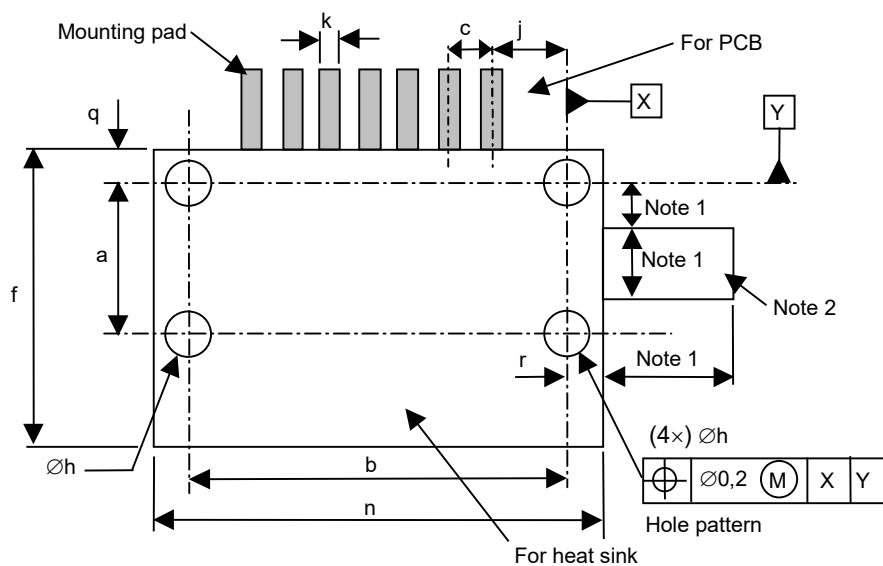 k
c
j
Mounting pad
For PCB
X
Y
q
Note 1
a
Note 1
f
Note 2
r
Note 1
(4×) ∅h
∅h
b
∅0,2 M X Y
n
Hole pattern
For heat sink